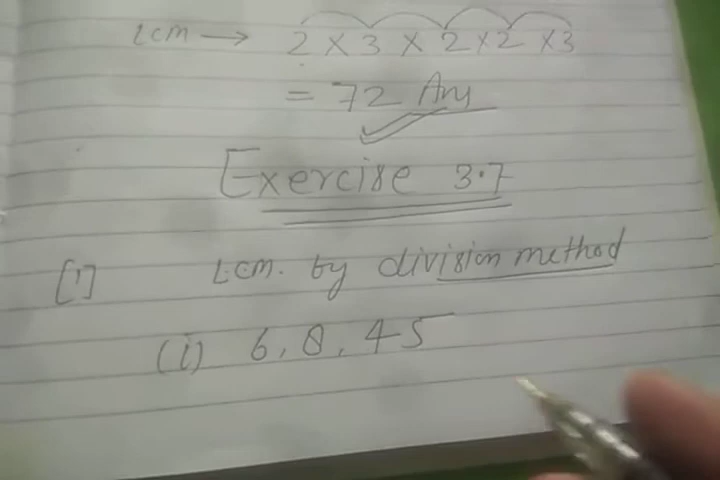 LCM → 2 × 3 × 2 × 2 × 3
= 72 Ans
Exercise 3.7
[1] LCM. by division method
(i) 6, 8, 45